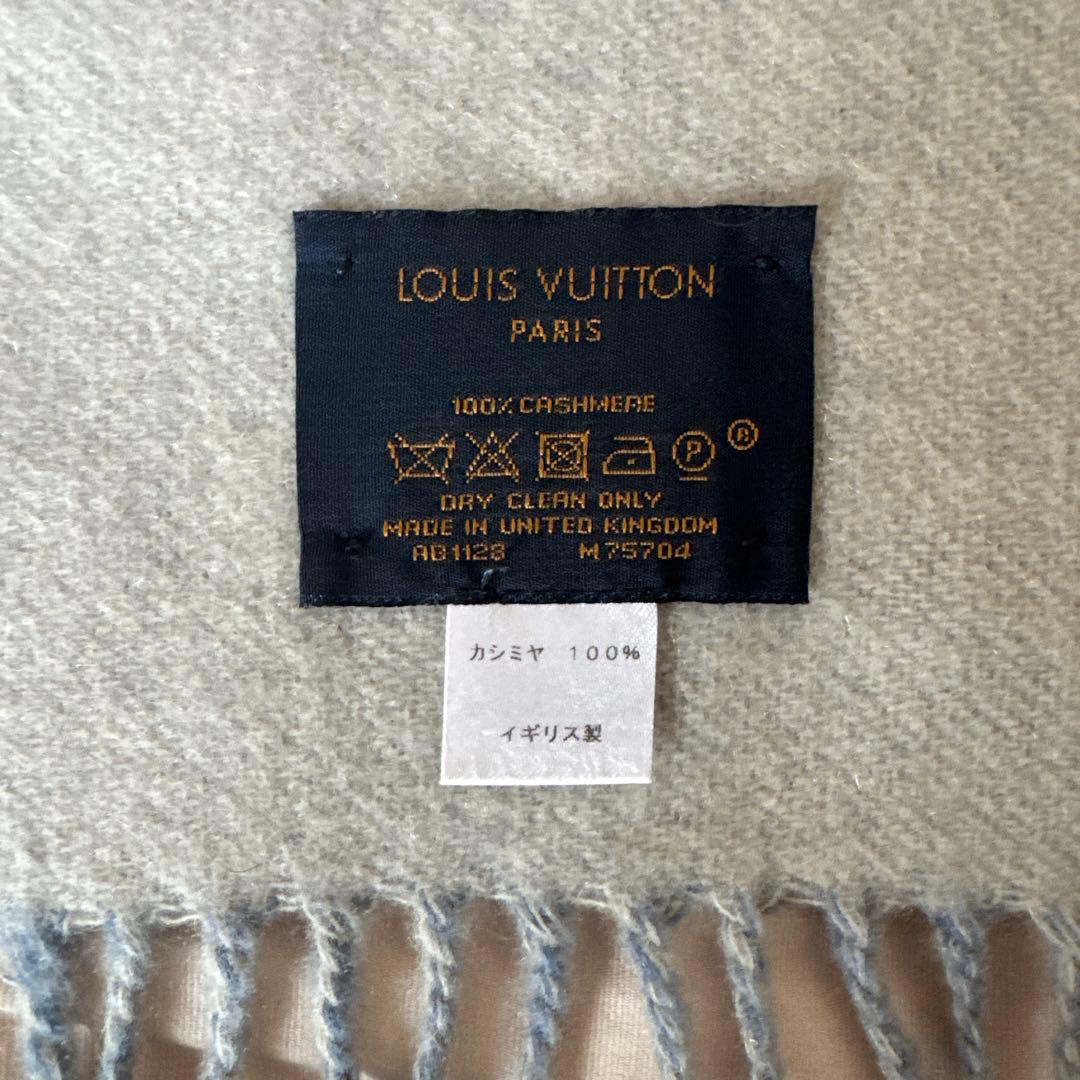 LOUIS VUITTON
PARIS
100% CASHMERE
P ®
DRY CLEAN ONLY
MADE IN UNITED KINGDOM
AB1128 M75704
カシミヤ 100%
イギリス製